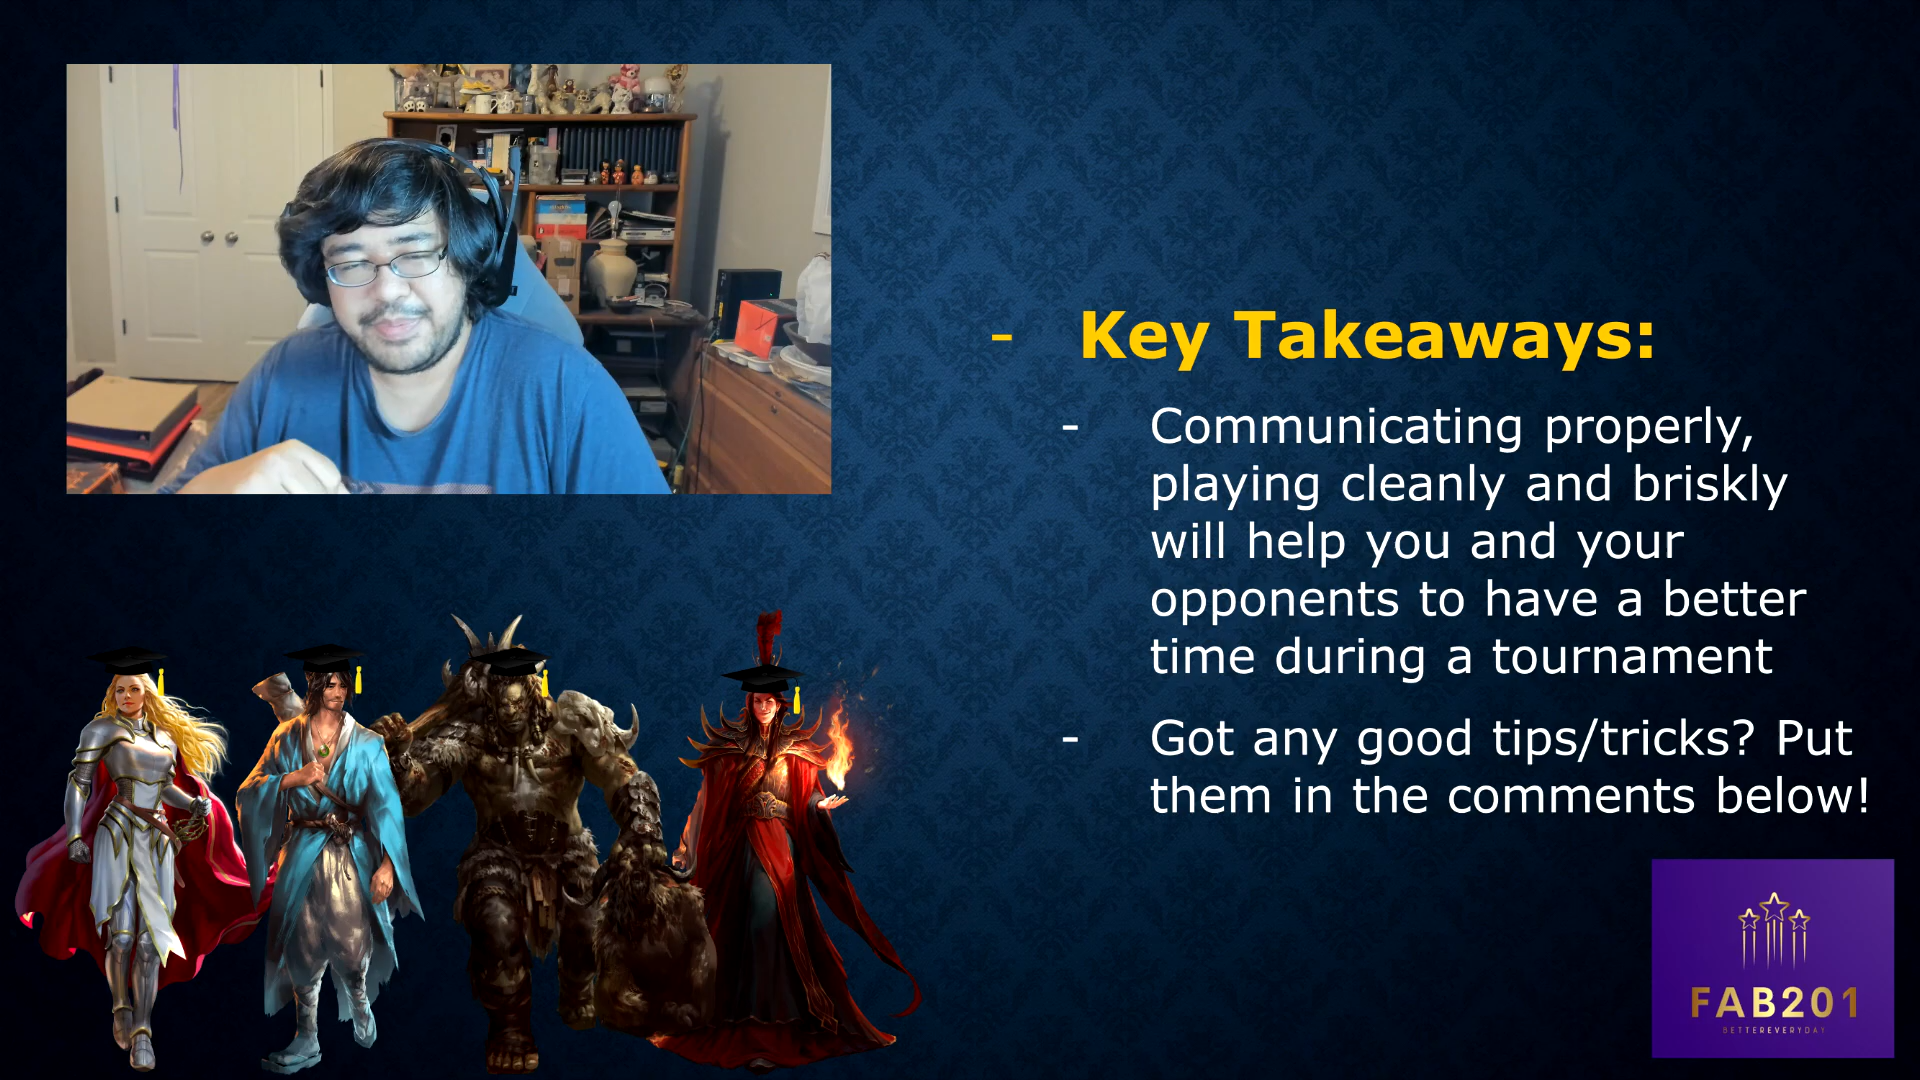 - Key Takeaways:
- Communicating properly,
playing cleanly and briskly
will help you and your
opponents to have a better
time during a tournament
- Got any good tips/tricks? Put
them in the comments below!
FAB201
BETTEREVERYDAY